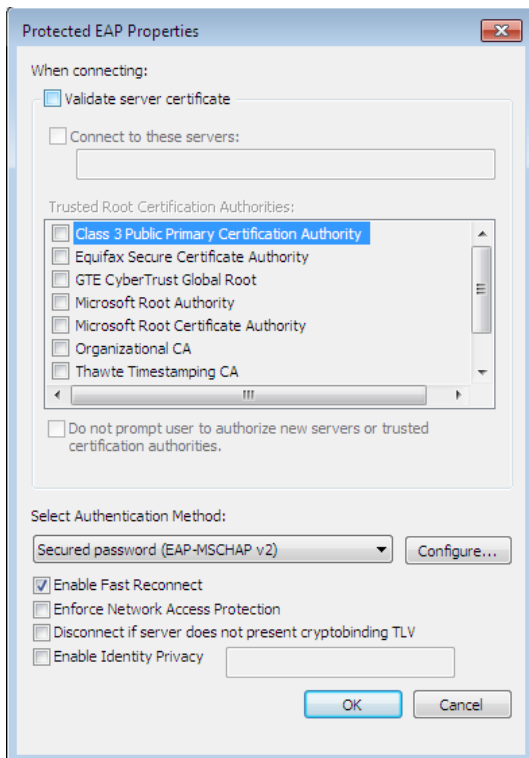 Protected EAP Properties
When connecting:
Validate server certificate
Connect to these servers:
Trusted Root Certification Authorities:
Class 3 Public Primary Certification Authority
Equifax Secure Certificate Authority
GTE CyberTrust Global Root
Microsoft Root Authority
Microsoft Root Certificate Authority
Organizational CA
Thawte Timestamping CA
Do not prompt user to authorize new servers or trusted
certification authorities.
Select Authentication Method:
Secured password (EAP-MSCHAP v2)
Configure...
Enable Fast Reconnect
Enforce Network Access Protection
Disconnect if server does not present cryptobinding TLV
Enable Identity Privacy
OK
Cancel